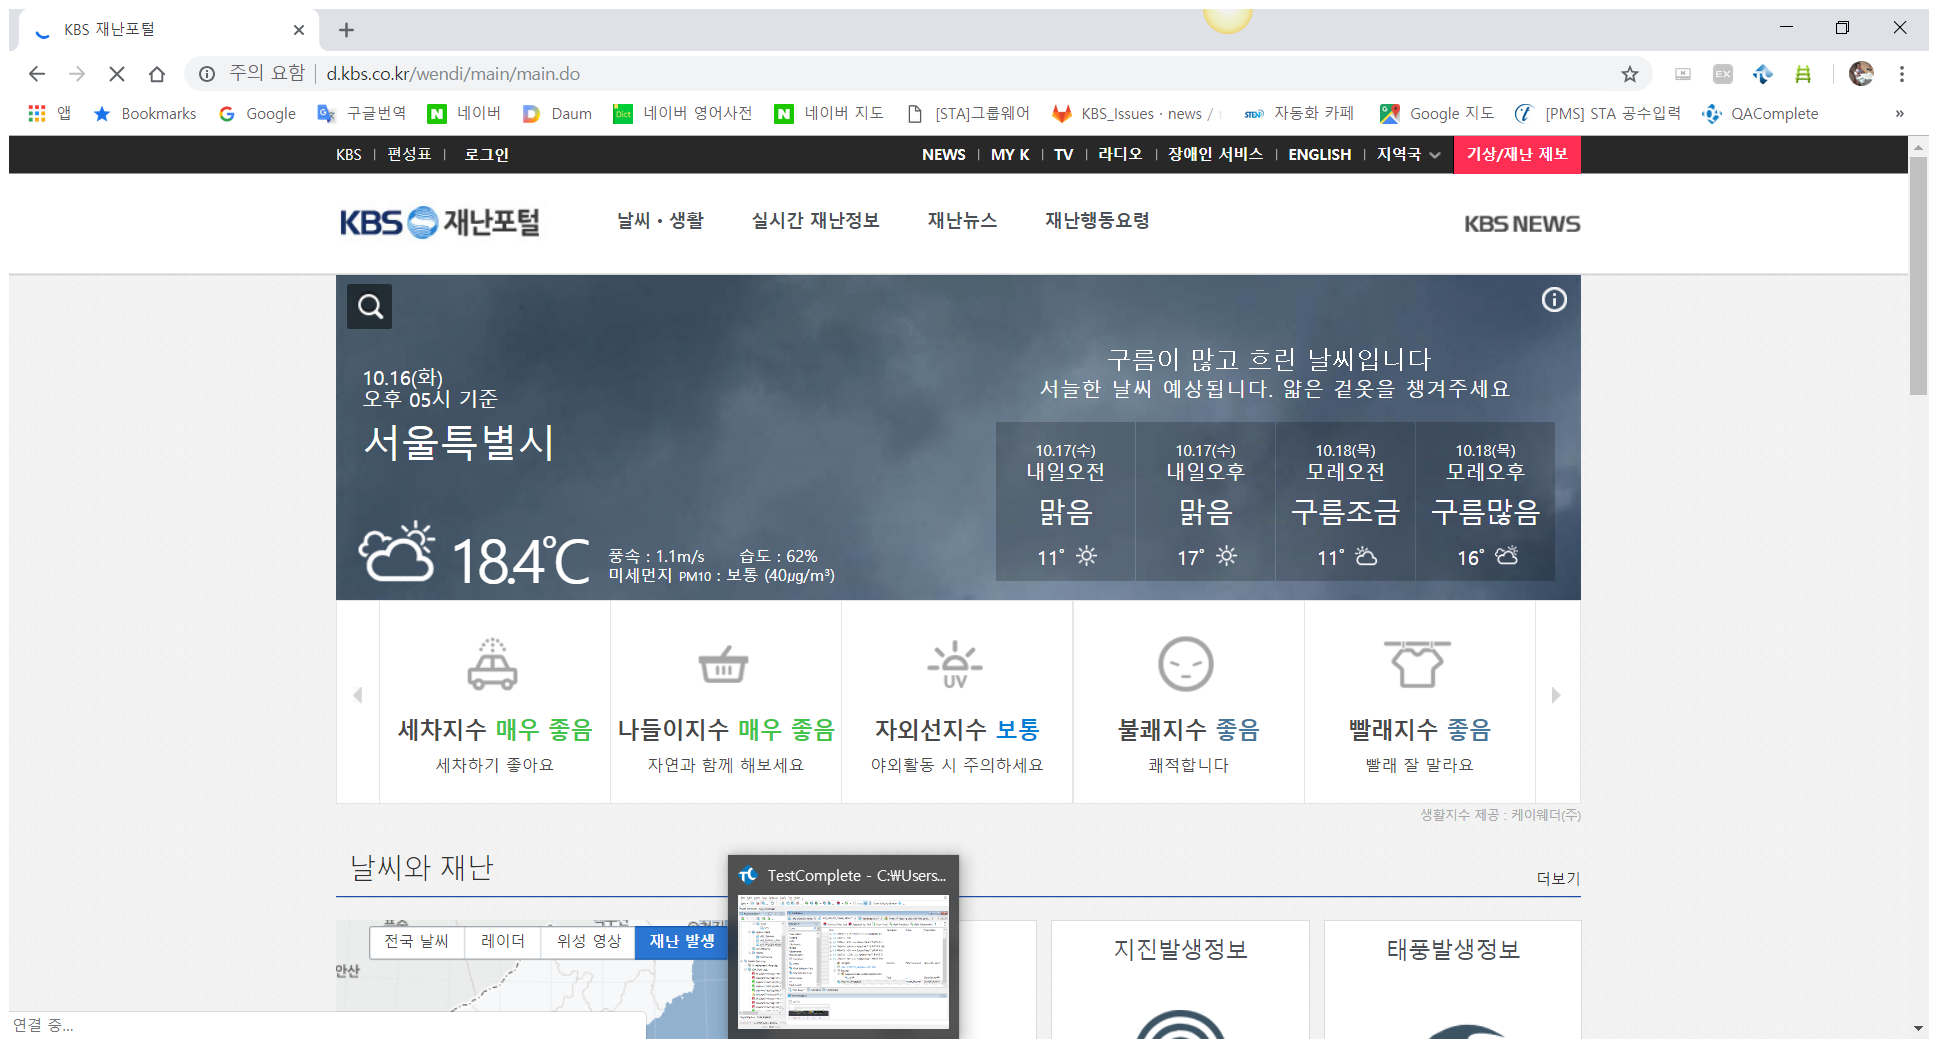 KBS 재난포털
주의 요함 | d.kbs.co.kr/wendi/main/main.do
앱 Bookmarks Google 구글번역 네이버 Daum 네이버 영어사전 네이버 지도 [STA]그룹웨어 KBS_Issues · news / 자동화 카페 Google 지도 [PMS] STA 공수입력 QAComplete »
KBS | 편성표 | 로그인
NEWS | MY K | TV | 라디오 | 장애인 서비스 | ENGLISH | 지역국 기상/재난 제보
KBS 재난포털 날씨 • 생활 실시간 재난정보 재난뉴스 재난행동요령 KBS NEWS
10.16(화)
오후 05시 기준
서울특별시
18.4℃
풍속 : 1.1m/s 습도 : 62%
미세먼지 PM10 : 보통 (40㎍/m³)
구름이 많고 흐린 날씨입니다
서늘한 날씨 예상됩니다. 얇은 겉옷을 챙겨주세요
10.17(수) 10.17(수) 10.18(목) 10.18(목)
내일오전 내일오후 모레오전 모레오후
맑음 맑음 구름조금 구름많음
11˚ 17˚ 11˚ 16˚
UV
세차지수 매우 좋음 나들이지수 매우 좋음 자외선지수 보통 불쾌지수 좋음 빨래지수 좋음
세차하기 좋아요 자연과 함께 해보세요 야외활동 시 주의하세요 쾌적합니다 빨래 잘 말라요
생활지수 제공 : 케이웨더(주)
날씨와 재난
더보기
TestComplete - C:₩Users...
전국 날씨 레이더 위성 영상 재난 발생
안산
지진발생정보 태풍발생정보
연결 중...